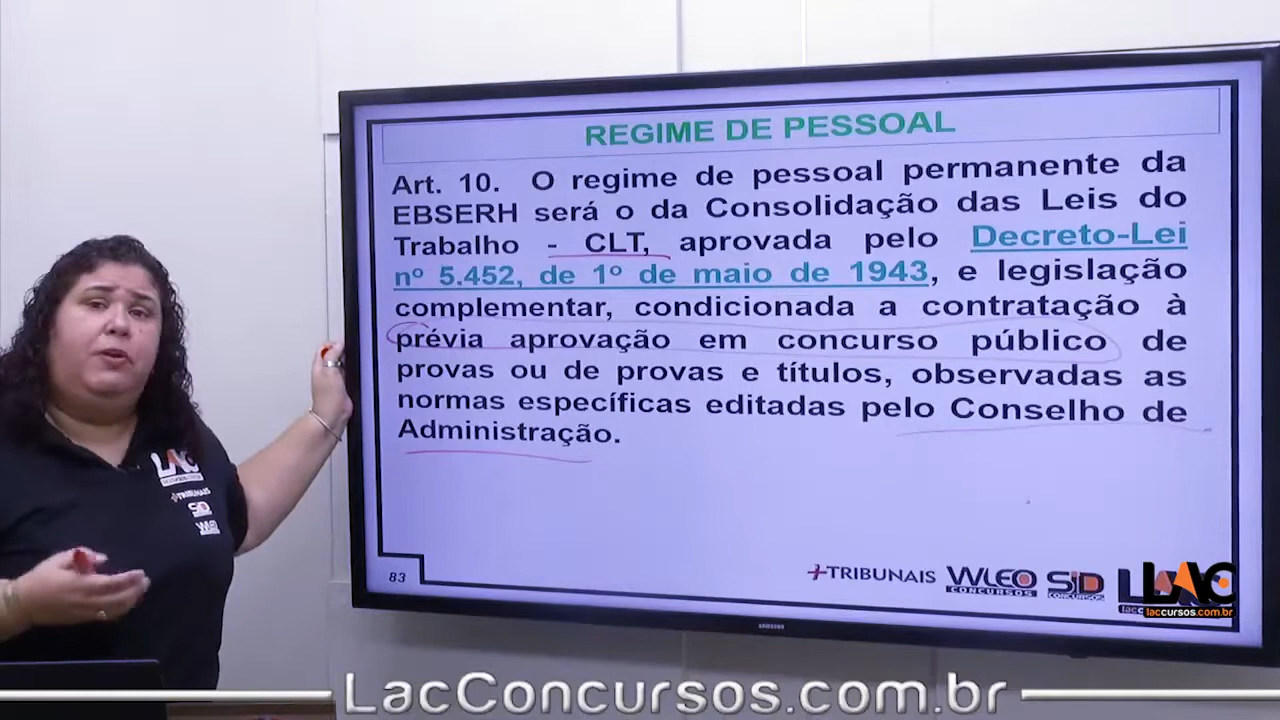 REGIME DE PESSOAL
Art. 10. O regime de pessoal permanente da
EBSERH será o da Consolidação das Leis do
Trabalho - CLT, aprovada pelo Decreto-Lei
nº 5.452, de 1º de maio de 1943, e legislação
complementar, condicionada a contratação à
prévia aprovação em concurso público de
provas ou de provas e títulos, observadas as
normas específicas editadas pelo Conselho de
Administração.
83
+TRIBUNAIS
WLEO
CONCURSOS
SID
CONCURSOS
LAC
laccursos.com.br
SAMSUNG
LAC
+TRIBUNAIS
SID
WLEO
LacConcursos.com.br